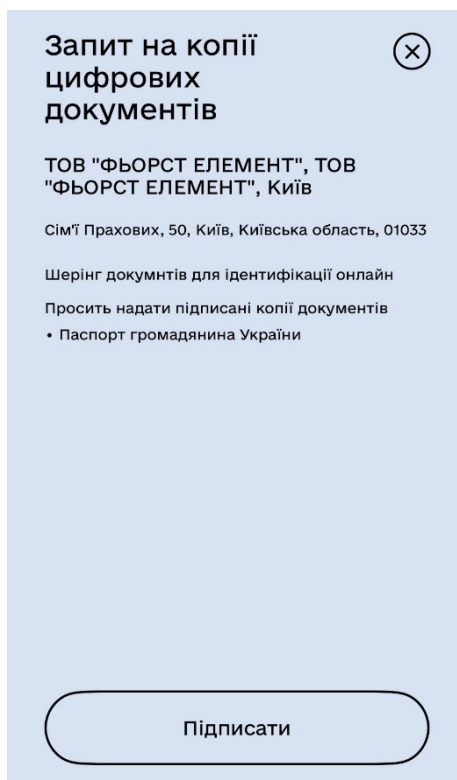 Запит на копії
цифрових
документів
ТОВ "ФЬОРСТ ЕЛЕМЕНТ", ТОВ
"ФЬОРСТ ЕЛЕМЕНТ", Київ
Сім'ї Прахових, 50, Київ, Київська область, 01033
Шерінг докумнтів для ідентифікації онлайн
Просить надати підписані копії документів
• Паспорт громадянина України
Підписати